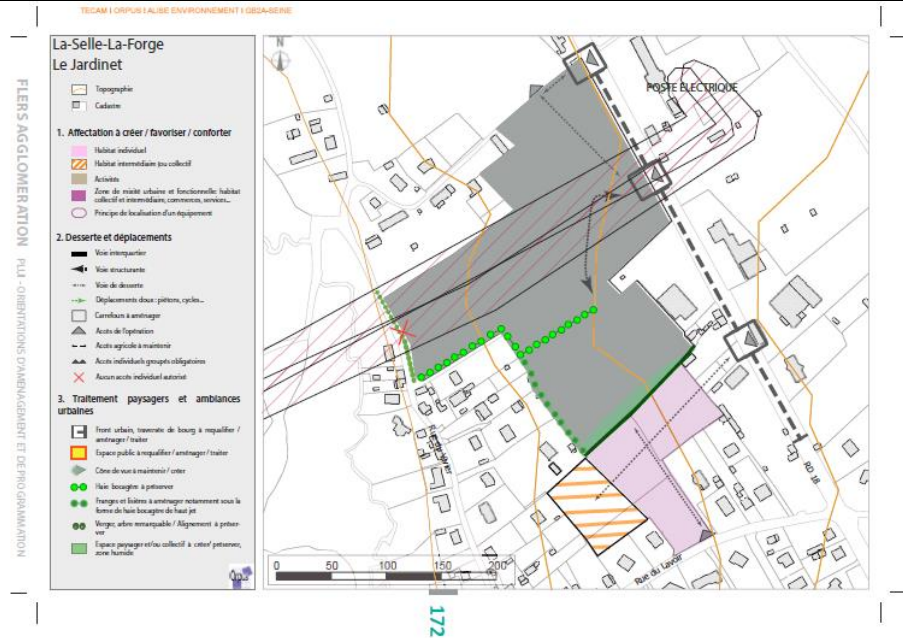 TECAM I ORPUS I ALISE ENVIRONNEMENT I GB2A-SEINE
FLERS AGGLOMERATION PLUI - ORIENTATIONS D'AMENAGEMENT ET DE PROGRAMMATION
La-Selle-La-Forge
Le Jardinet
Topographie
Cadastre
1. Affectation à créer / favoriser / conforter
Habitat individuel
Habitat intermédiaire (ou collectif
Activités
Zone de mixité urbaine et fonctionnelle: habitat
collectif et intermédiaire, commerces, services...
Principe de localisation d'un équipement
2. Desserte et déplacements
Voie interquartier
Voie structurante
Voie de desserte
Déplacements doux : piétons, cycles...
Carrefours à aménager
Accès de l'opération
Accès agricole à maintenir
Accès individuels groupés obligatoires
Aucun accès individuel autorisé
3. Traitement paysagers et ambiances
urbaines
Front urbain, traversée de bourg à requalifier /
aménager / traiter
Espace public à requalifier / aménager / traiter
Cône de vue à maintenir / créer
Haie bocagère à préserver
Franges et lisières à aménager notamment sous la
forme de haie bocagère de haut jet
Verger, arbre remarquable / Alignement à préser-
ver
Espace paysager et/ou collectif à créer/ préserver,
zone humide
N
POSTE ÉLECTRIQUE
RD 18
Rue du Lavoir
0 50 100 150 200
172